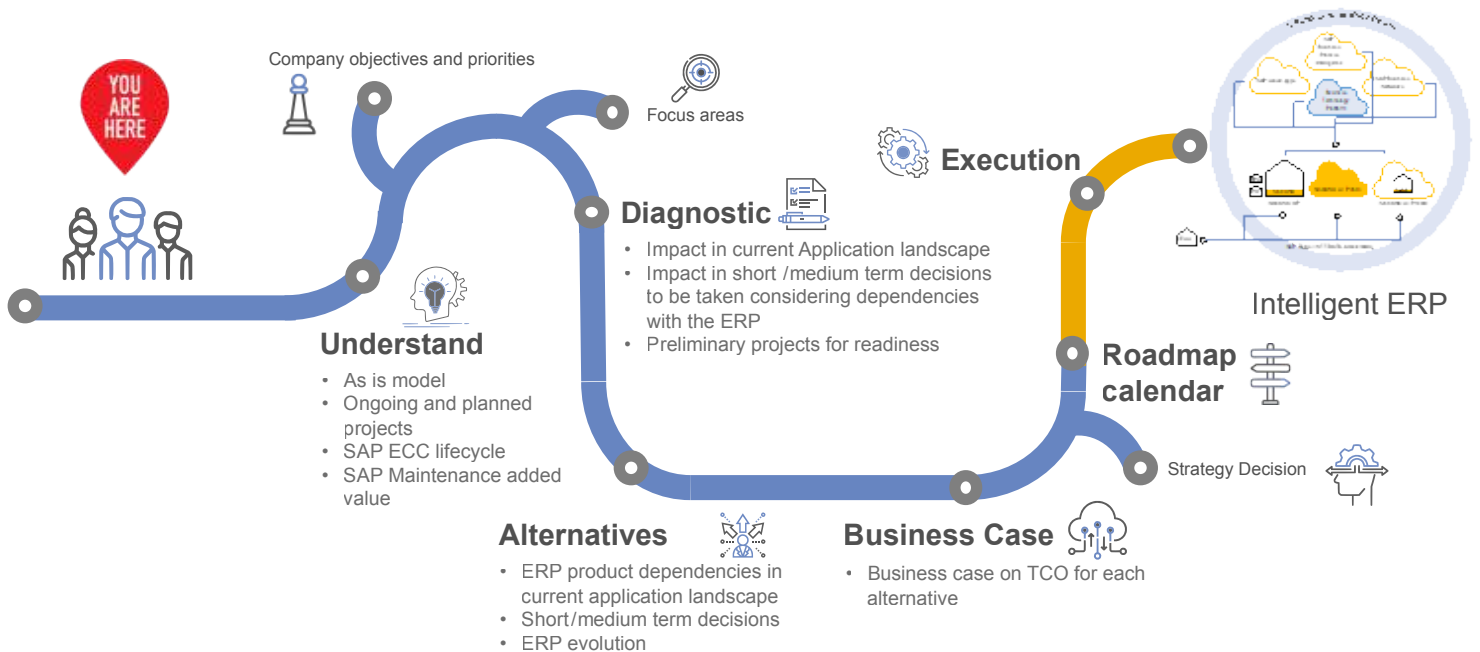 YOU
ARE
HERE
Company objectives and priorities
Focus areas
Understand
• As is model
• Ongoing and planned
projects
• SAP ECC lifecycle
• SAP Maintenance added
value
Diagnostic
• Impact in current Application landscape
• Impact in short /medium term decisions
to be taken considering dependencies
with the ERP
• Preliminary projects for readiness
Alternatives
• ERP product dependencies in
current application landscape
• Short/medium term decisions
• ERP evolution
Business Case
• Business case on TCO for each
alternative
Strategy Decision
Roadmap
calendar
Execution
Intelligent ERP